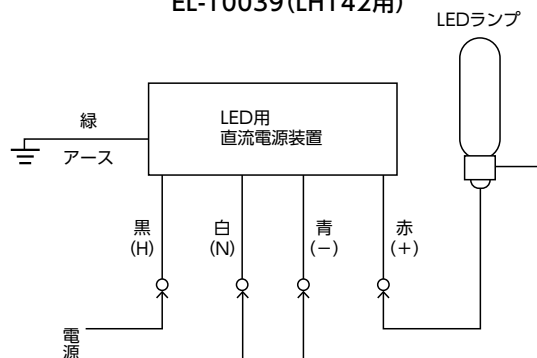 EL-T0039(LHT42用)
LEDランプ
LED用
直流電源装置
緑
アース
黒
(H)
白
(N)
青
(−)
赤
(+)
電源